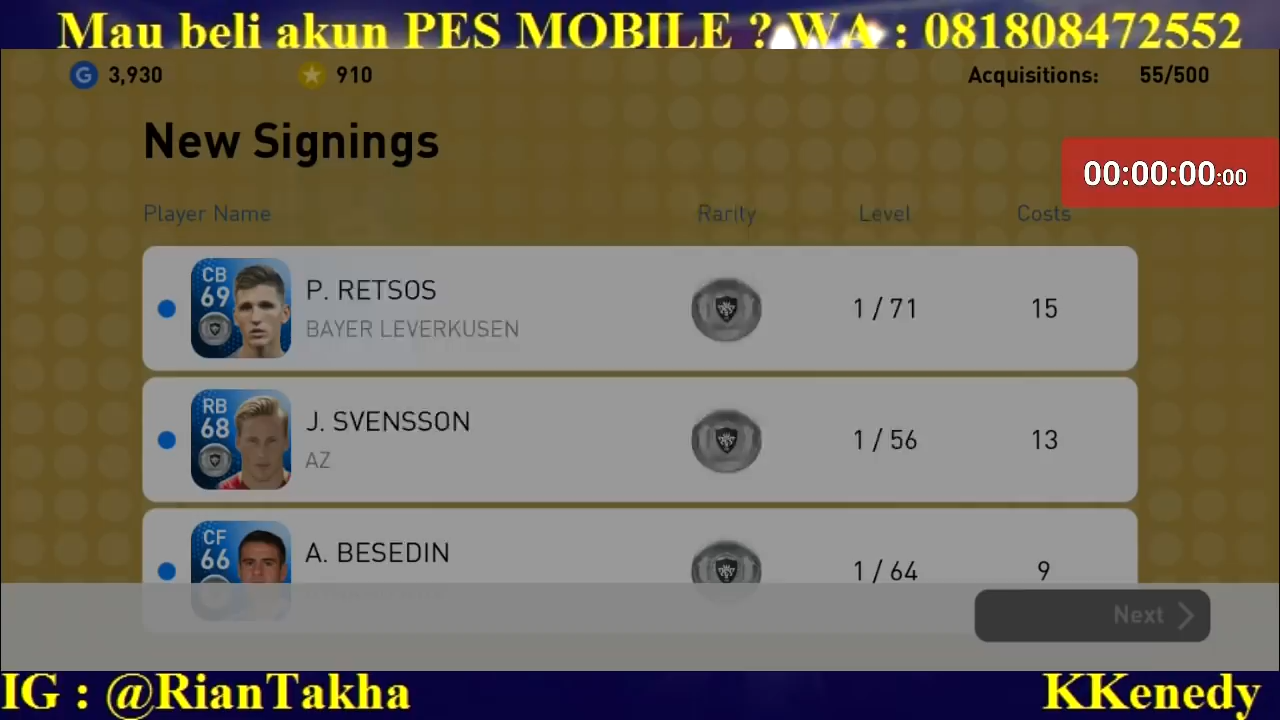 Mau beli akun PES MOBILE ? WA : 081808472552
G 3,930 910 Acquisitions: 55/500
New Signings
00:00:00:00
Player Name Rarity Level Costs
CB 69 P. RETSOS BAYER LEVERKUSEN 1 / 71 15
RB 68 J. SVENSSON AZ 1 / 56 13
CF 66 A. BESEDIN 1 / 64 9
Next
IG : @RianTakha KKenedy